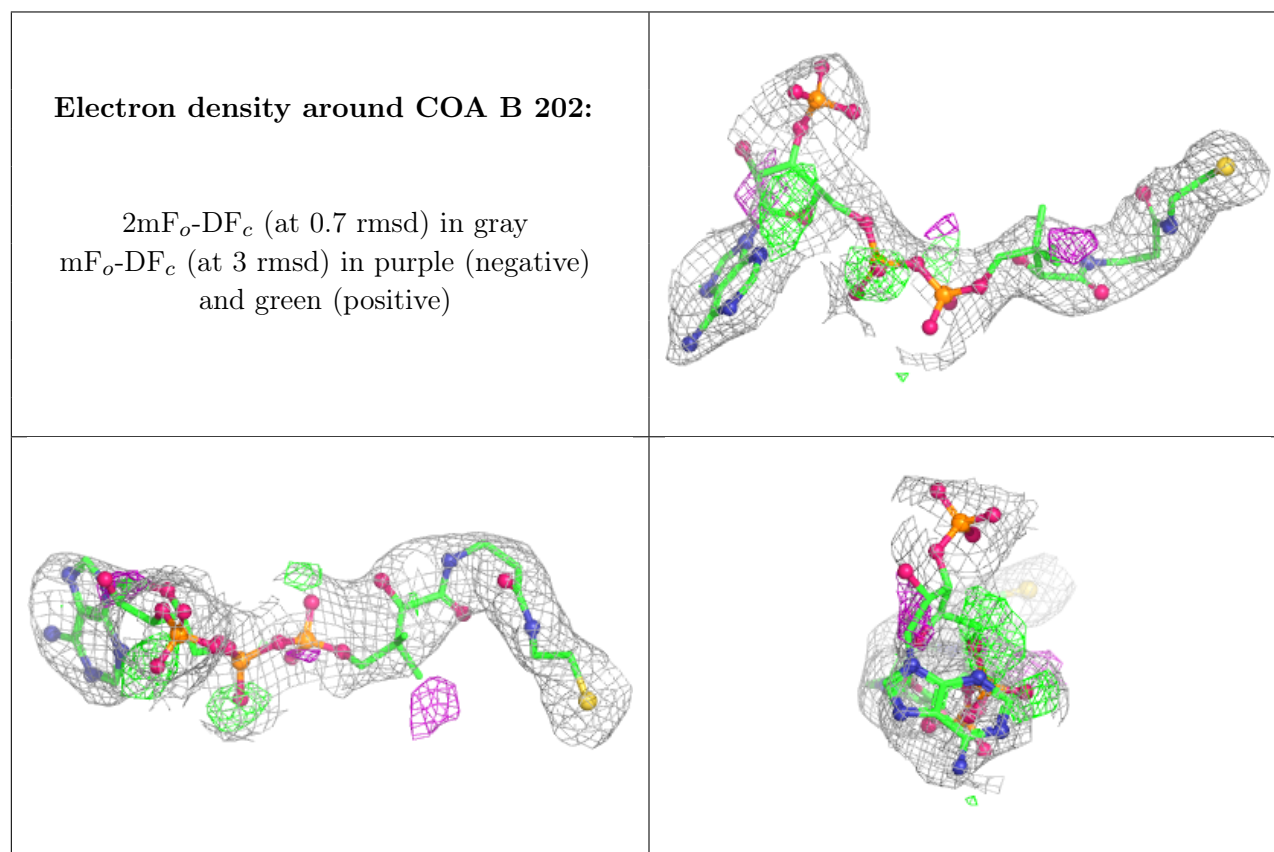 Electron density around COA B 202:
2mFo-DFc (at 0.7 rmsd) in gray
mFo-DFc (at 3 rmsd) in purple (negative)
and green (positive)